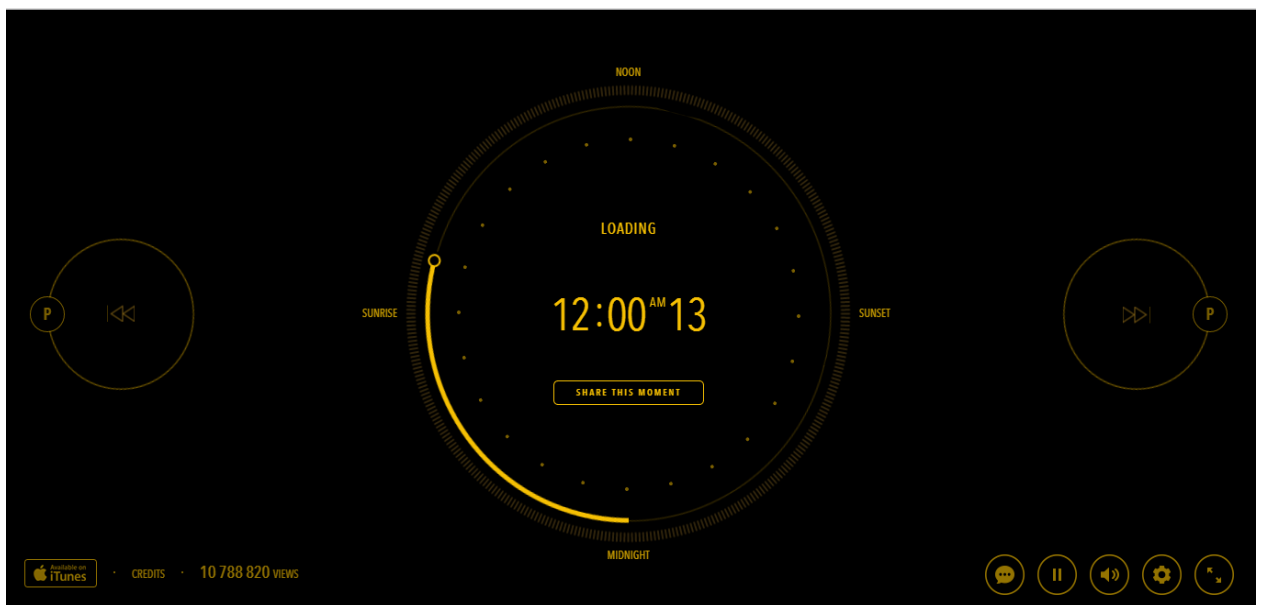 NOON
LOADING
P
SUNRISE
12:00 AM 13
SUNSET
P
SHARE THIS MOMENT
MIDNIGHT
Available on
iTunes
· CREDITS · 10 788 820 VIEWS